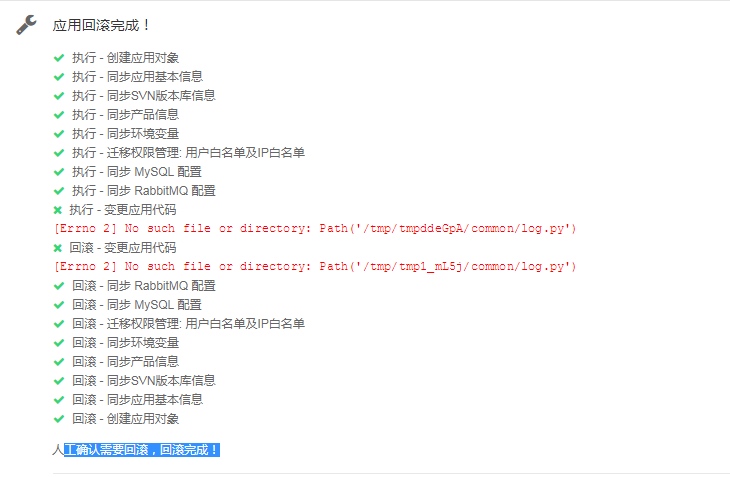 应用回滚完成！
执行 - 创建应用对象
执行 - 同步应用基本信息
执行 - 同步SVN版本库信息
执行 - 同步产品信息
执行 - 同步环境变量
执行 - 迁移权限管理: 用户白名单及IP白名单
执行 - 同步 MySQL 配置
执行 - 同步 RabbitMQ 配置
执行 - 变更应用代码
[Errno 2] No such file or directory: Path('/tmp/tmpddeGpA/common/log.py')
回滚 - 变更应用代码
[Errno 2] No such file or directory: Path('/tmp/tmp1_mL5j/common/log.py')
回滚 - 同步 RabbitMQ 配置
回滚 - 同步 MySQL 配置
回滚 - 迁移权限管理: 用户白名单及IP白名单
回滚 - 同步环境变量
回滚 - 同步产品信息
回滚 - 同步SVN版本库信息
回滚 - 同步应用基本信息
回滚 - 创建应用对象
人工确认需要回滚，回滚完成！